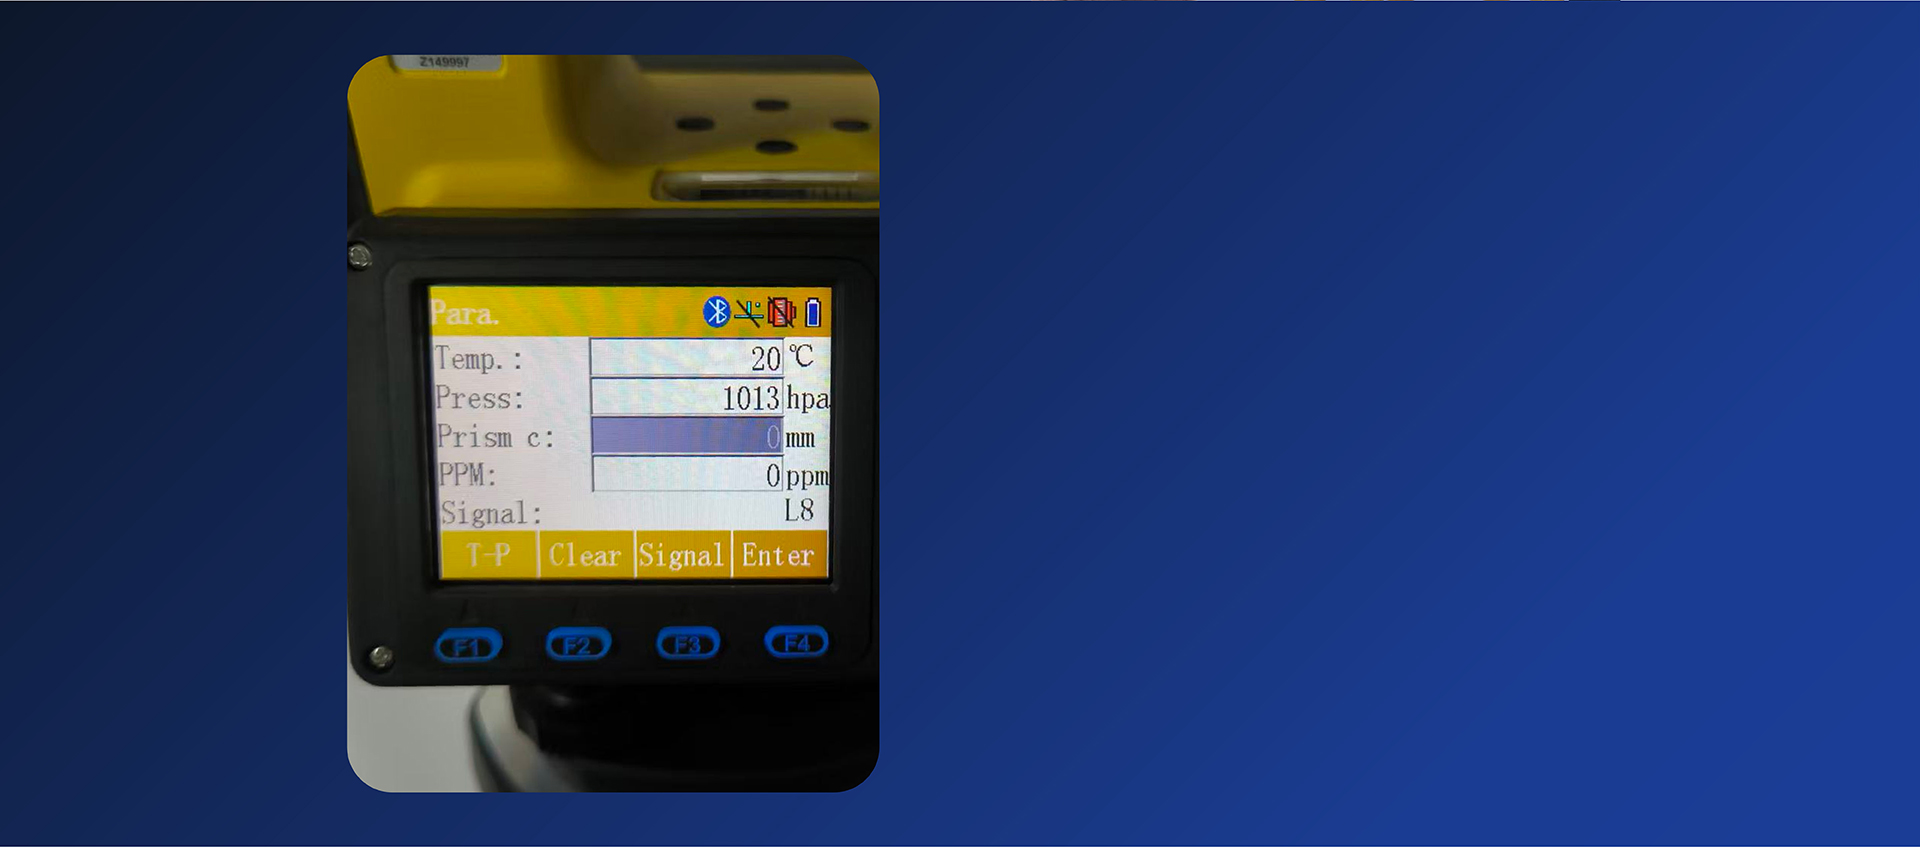 Z149997
Para.
Temp.: 20 ℃
Press: 1013 hpa
Prism c: 0 mm
PPM: 0 ppm
Signal: L8
T-P Clear Signal Enter
F1 F2 F3 F4